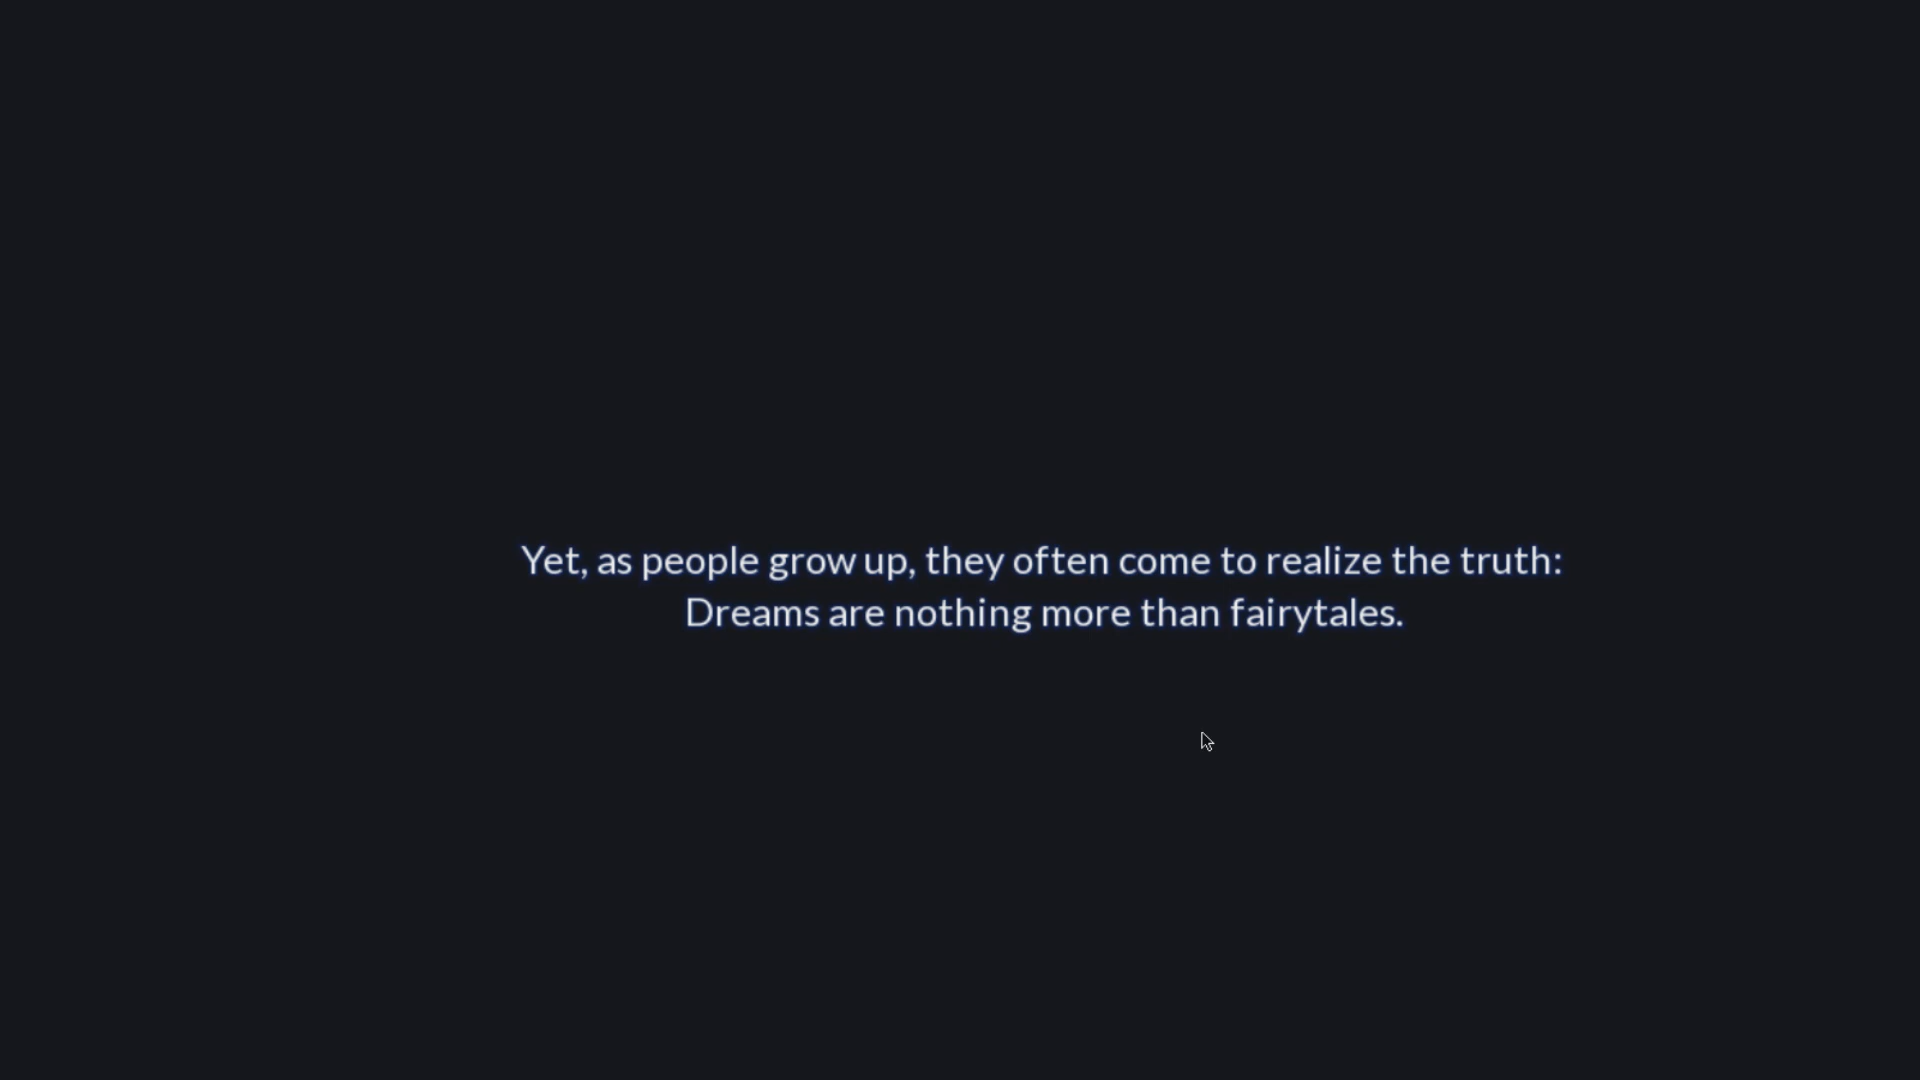 Yet, as people grow up, they often come to realize the truth:
Dreams are nothing more than fairytales.